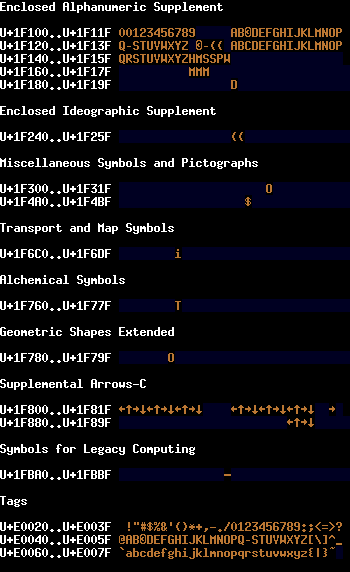 Enclosed Alphanumeric Supplement
U+1F100..U+1F11F 00123456789 AB0DEFGHIJKLMNOP
U+1F120..U+1F13F Q-STUVWXYZ 0-(( ABCDEFGHIJKLMNOP
U+1F140..U+1F15F QRSTUVWXYZHMSSPW
U+1F160..U+1F17F MMM
U+1F180..U+1F19F D
Enclosed Ideographic Supplement
U+1F240..U+1F25F ((
Miscellaneous Symbols and Pictographs
U+1F300..U+1F31F O
U+1F4A0..U+1F4BF $
Transport and Map Symbols
U+1F6C0..U+1F6DF i
Alchemical Symbols
U+1F760..U+1F77F T
Geometric Shapes Extended
U+1F780..U+1F79F O
Supplemental Arrows-C
U+1F800..U+1F81F ←↑→↓←↑→↓←↑→↓ ←↑→↓←↑→↓←↑→↓ →
U+1F880..U+1F89F ←↑→↓
Symbols for Legacy Computing
U+1FBA0..U+1FBBF −
Tags
U+E0020..U+E003F !"#$%&'()*+,-./0123456789:;<=>?
U+E0040..U+E005F @AB0DEFGHIJKLMNOPQ-STUVWXYZ[\]^_
U+E0060..U+E007F `abcdefghijklmnopqrstuvwxyz{|}~